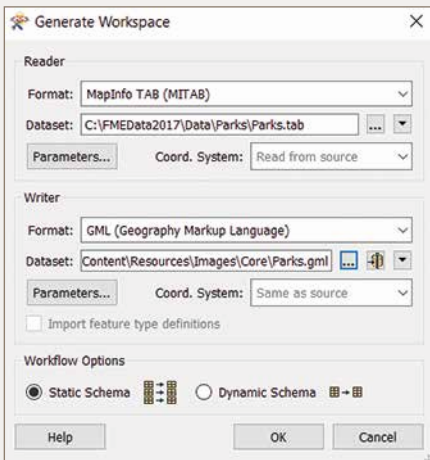 Generate Workspace
Reader
Format: MapInfo TAB (MITAB)
Dataset: C:\FMEData2017\Data\Parks\Parks.tab ...
Parameters... Coord. System: Read from source
Writer
Format: GML (Geography Markup Language)
Dataset: Content\Resources\Images\Core\Parks.gml ...
Parameters... Coord. System: Same as source
Import feature type definitions
Workflow Options
Static Schema Dynamic Schema
Help OK Cancel